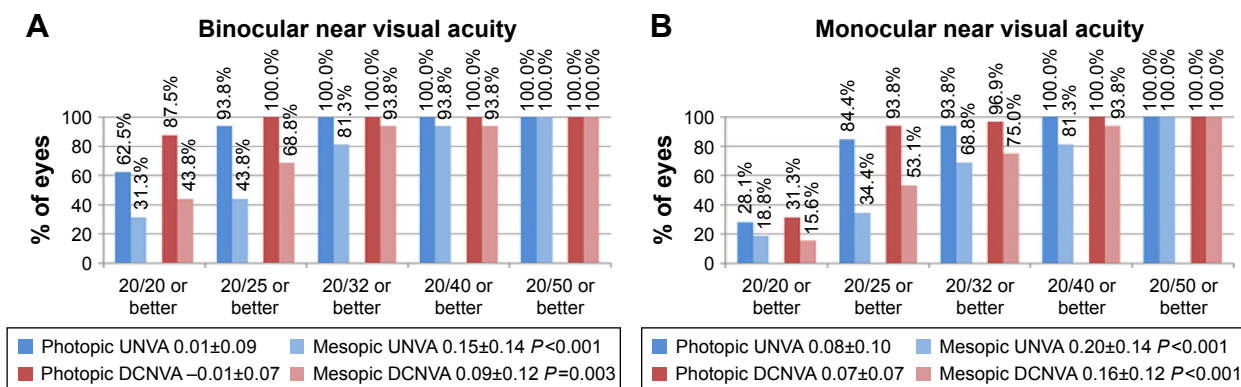 A
Binocular near visual acuity
% of eyes
100
80
60
40
20
0
62.5%
31.3%
87.5%
43.8%
93.8%
43.8%
100.0%
68.8%
100.0%
81.3%
100.0%
93.8%
100.0%
93.8%
100.0%
93.8%
100.0%
100.0%
100.0%
100.0%
20/20 or
better
20/25 or
better
20/32 or
better
20/40 or
better
20/50 or
better
Photopic UNVA 0.01±0.09
Mesopic UNVA 0.15±0.14 P<0.001
Photopic DCNVA –0.01±0.07
Mesopic DCNVA 0.09±0.12 P=0.003
B
Monocular near visual acuity
% of eyes
100
80
60
40
20
0
28.1%
18.8%
31.3%
15.6%
84.4%
34.4%
93.8%
53.1%
93.8%
68.8%
96.9%
75.0%
100.0%
81.3%
100.0%
93.8%
100.0%
100.0%
100.0%
100.0%
20/20 or
better
20/25 or
better
20/32 or
better
20/40 or
better
20/50 or
better
Photopic UNVA 0.08±0.10
Mesopic UNVA 0.20±0.14 P<0.001
Photopic DCNVA 0.07±0.07
Mesopic DCNVA 0.16±0.12 P<0.001